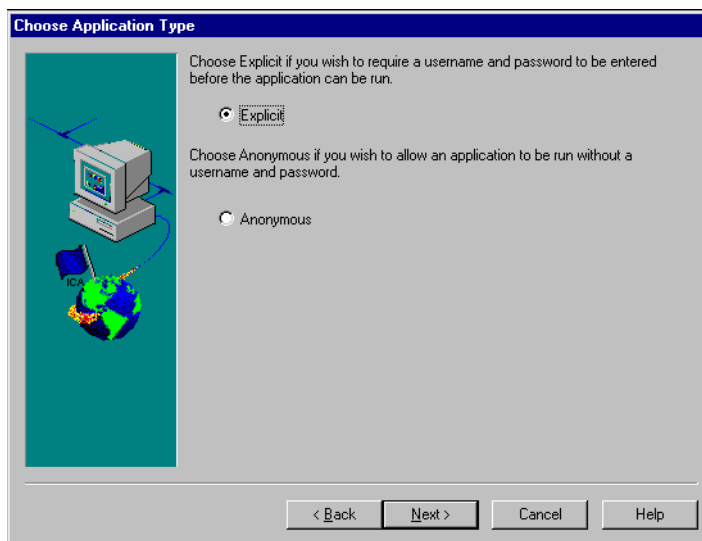 Choose Application Type
Choose Explicit if you wish to require a username and password to be entered
before the application can be run.
Explicit
Choose Anonymous if you wish to allow an application to be run without a
username and password.
Anonymous
ICA
< Back
Next >
Cancel
Help